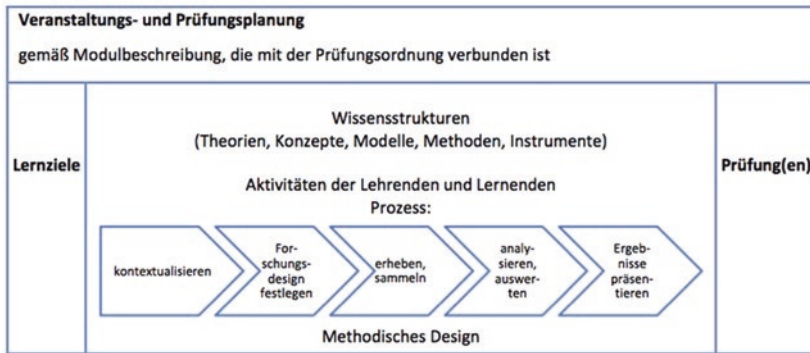 Veranstaltungs- und Prüfungsplanung
gemäß Modulbeschreibung, die mit der Prüfungsordnung verbunden ist
Lernziele
Wissensstrukturen
(Theorien, Konzepte, Modelle, Methoden, Instrumente)
Aktivitäten der Lehrenden und Lernenden
Prozess:
kontextualisieren
For-
schungs-
design
festlegen
erheben,
sammeln
analy-
sieren,
auswer-
ten
Ergeb-
nisse
präsen-
tieren
Methodisches Design
Prüfung(en)